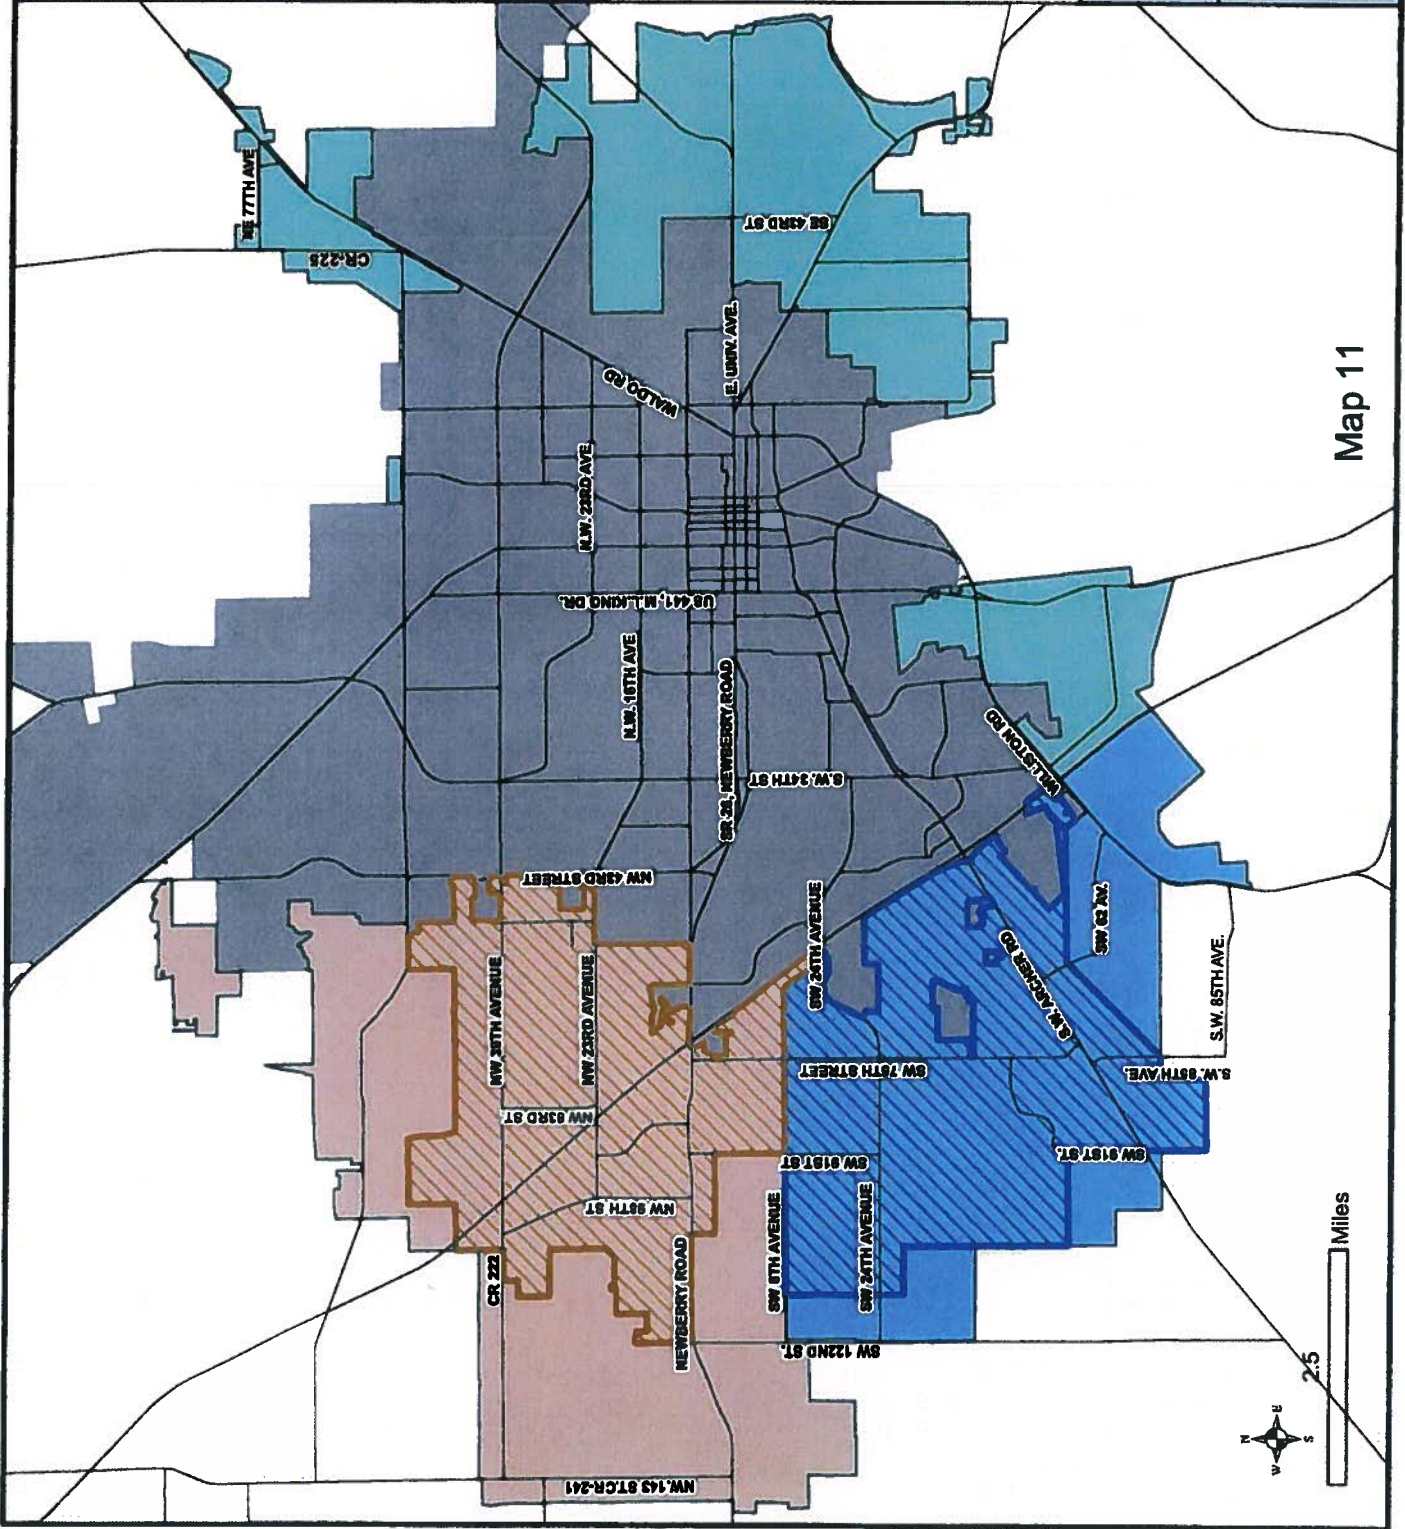 NE 77TH AVE
CR.225
SE 43RD ST
E. UNIV. AVE.
WALDO RD
N.W. 23RD AVE
US 441, M.L.KING DR.
N.W. 16TH AVE
SR 26, NEWBERRY ROAD
S.W. 34TH ST
WILLISTON RD
NW 43RD STREET
SW 24TH AVENUE
SW 62 AV.
S.W. ARCHER RD
S.W. 85TH AVE.
S.W. 85TH AVE.
NW 39TH AVENUE
NW 23RD AVENUE
SW 75TH STREET
NW 83RD ST.
SW 91ST ST
SW 91ST ST.
NW 98TH ST
SW 8TH AVENUE
SW 24TH AVENUE
CR 222
NEWBERRY ROAD
SW 122ND ST.
NW.143 ST.CR-241
N
W
E
S
2.5
Miles
Map 11